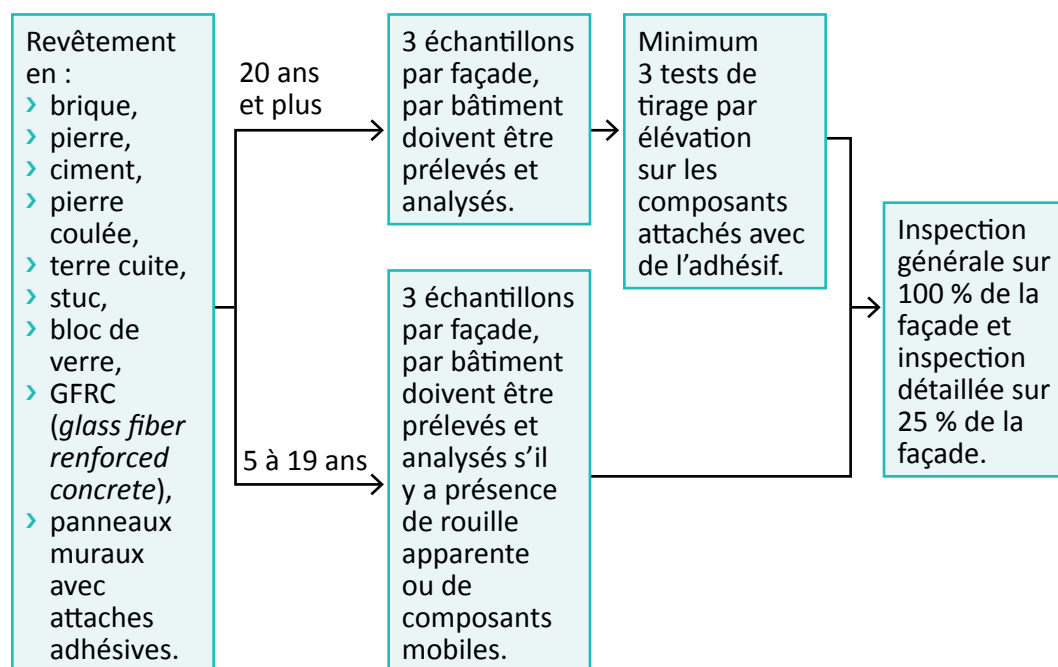 Revêtement
en :
› brique,
› pierre,
› ciment,
› pierre
coulée,
› terre cuite,
› stuc,
› bloc de
verre,
› GFRC
(glass fiber
renforced
concrete),
› panneaux
muraux
avec
attaches
adhésives.
20 ans
et plus
3 échantillons
par façade,
par bâtiment
doivent être
prélevés et
analysés.
Minimum
3 tests de
tirage par
élévation
sur les
composants
attachés avec
de l’adhésif.
5 à 19 ans
3 échantillons
par façade,
par bâtiment
doivent être
prélevés et
analysés s’il
y a présence
de rouille
apparente
ou de
composants
mobiles.
Inspection
générale sur
100 % de la
façade et
inspection
détaillée sur
25 % de la
façade.